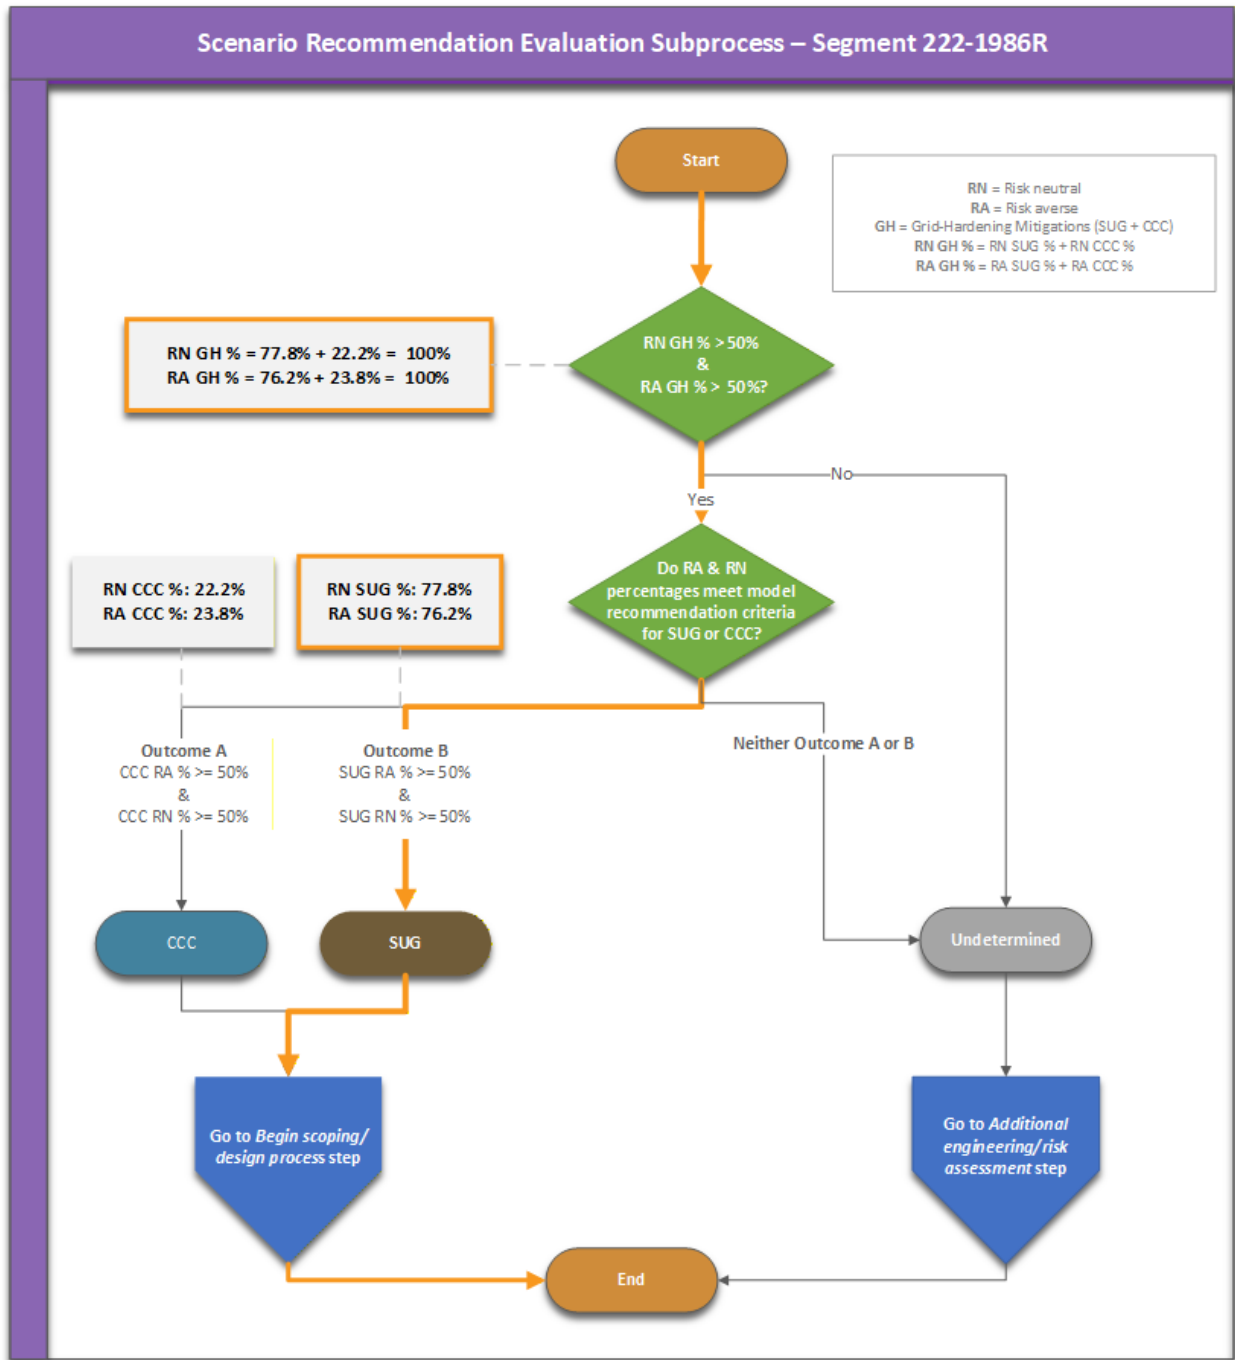 Scenario Recommendation Evaluation Subprocess – Segment 222-1986R
Start
RN = Risk neutral
RA = Risk averse
GH = Grid-Hardening Mitigations (SUG + CCC)
RN GH % = RN SUG % + RN CCC %
RA GH % = RA SUG % + RA CCC %
RN GH % = 77.8% + 22.2% = 100%
RA GH % = 76.2% + 23.8% = 100%
RN GH % > 50%
&
RA GH % > 50%?
No
Yes
RN CCC %: 22.2%
RA CCC %: 23.8%
RN SUG %: 77.8%
RA SUG %: 76.2%
Do RA & RN
percentages meet model
recommendation criteria
for SUG or CCC?
Outcome A
CCC RA % >= 50%
&
CCC RN % >= 50%
Outcome B
SUG RA % >= 50%
&
SUG RN % >= 50%
Neither Outcome A or B
CCC
SUG
Undetermined
Go to Begin scoping/
design process step
Go to Additional
engineering/risk
assessment step
End